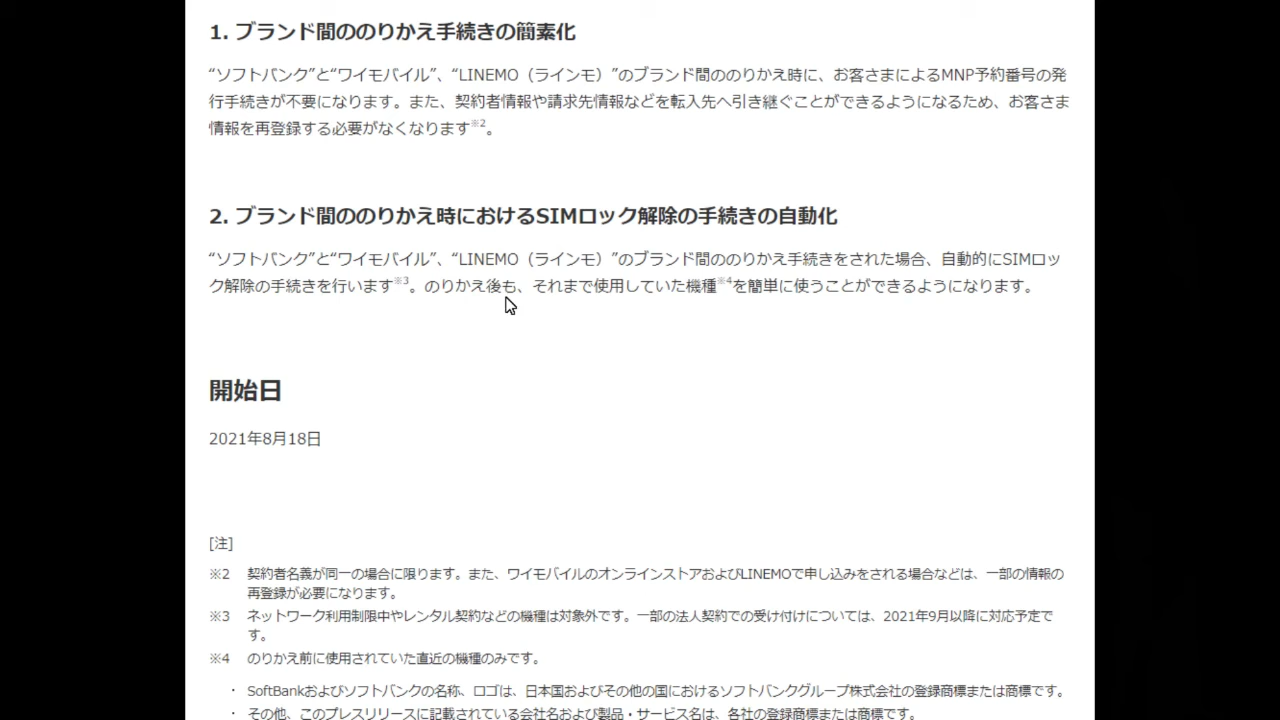 1. ブランド間ののりかえ手続きの簡素化
“ソフトバンク”と“ワイモバイル”、“LINEMO（ラインモ）”のブランド間ののりかえ時に、お客さまによるMNP予約番号の発
行手続きが不要になります。また、契約者情報や請求先情報などを転入先へ引き継ぐことができるようになるため、お客さま
情報を再登録する必要がなくなります※2。
2. ブランド間ののりかえ時におけるSIMロック解除の手続きの自動化
“ソフトバンク”と“ワイモバイル”、“LINEMO（ラインモ）”のブランド間ののりかえ手続きをされた場合、自動的にSIMロッ
ク解除の手続きを行います※3。のりかえ後も、それまで使用していた機種※4を簡単に使うことができるようになります。
開始日
2021年8月18日
[注]
※2 契約者名義が同一の場合に限ります。また、ワイモバイルのオンラインストアおよびLINEMOで申し込みをされる場合などは、一部の情報の
再登録が必要になります。
※3 ネットワーク利用制限中やレンタル契約などの機種は対象外です。一部の法人契約での受け付けについては、2021年9月以降に対応予定で
す。
※4 のりかえ前に使用されていた直近の機種のみです。
・ SoftBankおよびソフトバンクの名称、ロゴは、日本国およびその他の国におけるソフトバンクグループ株式会社の登録商標または商標です。
・ その他、このプレスリリースに記載されている会社名および製品・サービス名は、各社の登録商標または商標です。